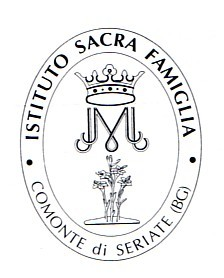 • ISTITUTO SACRA FAMIGLIA •
COMONTE di SERIATE (BG)
M